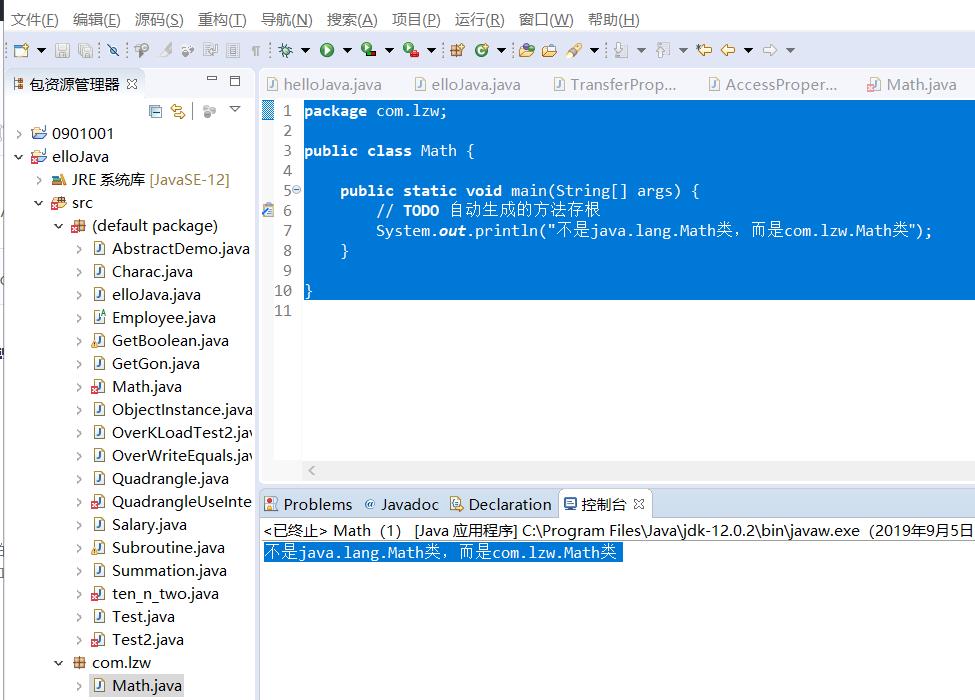 文件(F) 编辑(E) 源码(S) 重构(T) 导航(N) 搜索(A) 项目(P) 运行(R) 窗口(W) 帮助(H)
包资源管理器
0901001
elloJava
JRE 系统库 [JavaSE-12]
src
(default package)
AbstractDemo.java
Charac.java
elloJava.java
Employee.java
GetBoolean.java
GetGon.java
Math.java
ObjectInstance.java
OverKLoadTest2.jav
OverWriteEquals.jav
Quadrangle.java
QuadrangleUseInte
Salary.java
Subroutine.java
Summation.java
ten_n_two.java
Test.java
Test2.java
com.lzw
Math.java
helloJava.java elloJava.java TransferProp... AccessProper... Math.java
1 package com.lzw;
2
3 public class Math {
4
5 public static void main(String[] args) {
6 // TODO 自动生成的方法存根
7 System.out.println("不是java.lang.Math类，而是com.lzw.Math类");
8 }
9
10 }
11
Problems @ Javadoc Declaration 控制台
<已终止> Math （1） [Java 应用程序] C:\Program Files\Java\jdk-12.0.2\bin\javaw.exe （2019年9月5日
不是java.lang.Math类，而是com.lzw.Math类